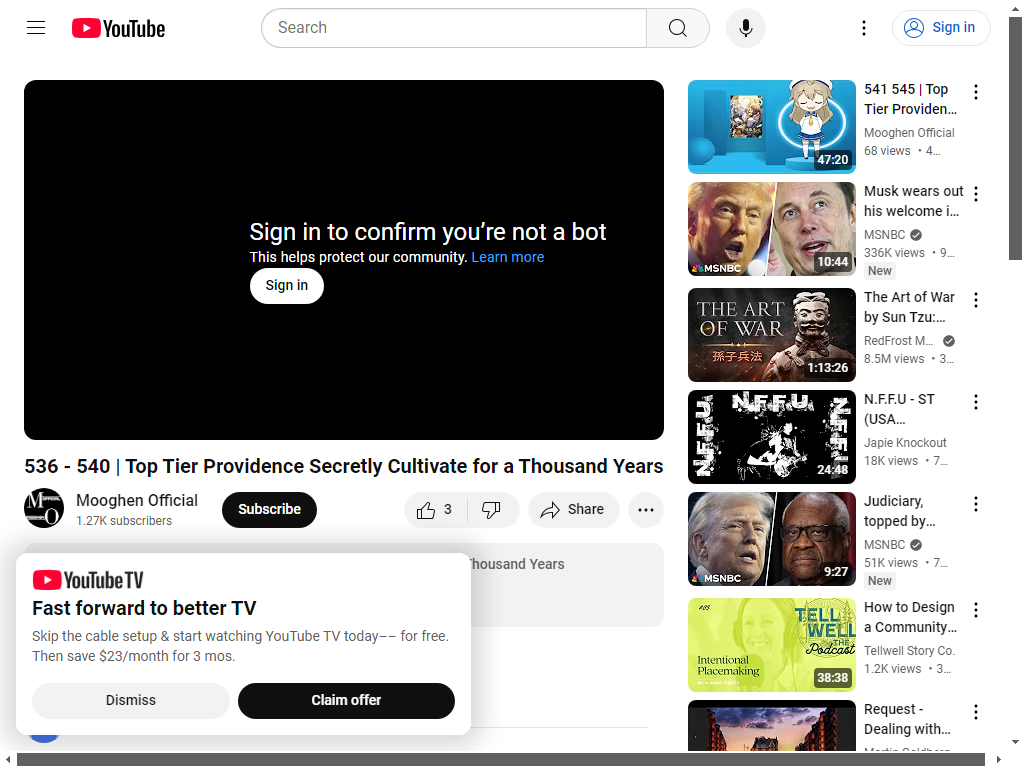 YouTube
Search
Sign in
Sign in to confirm you're not a bot
This helps protect our community. Learn more
Sign in
536 - 540 | Top Tier Providence Secretly Cultivate for a Thousand Years
Mooghen Official
1.27K subscribers
Subscribe
3
Share
Thousand Years
YouTube TV
Fast forward to better TV
Skip the cable setup & start watching YouTube TV today–– for free.
Then save $23/month for 3 mos.
Dismiss
Claim offer
47:20
541 545 | Top
Tier Providen…
Mooghen Official
68 views • 4…
MSNBC
10:44
Musk wears out
his welcome i…
MSNBC
336K views • 9…
New
THE ART
OF WAR
孫子兵法
1:13:26
The Art of War
by Sun Tzu:…
RedFrost M…
8.5M views • 3…
N.F.F.U.
NFFU
NFFU
24:48
N.F.F.U - ST
(USA…
Japie Knockout
18K views • 7…
MSNBC
9:27
Judiciary,
topped by…
MSNBC
51K views • 7…
New
#03
TELL
WELL
THE
Podcast
Intentional
Placemaking
38:38
How to Design
a Community…
Tellwell Story Co.
1.2K views • 3…
Request -
Dealing with…